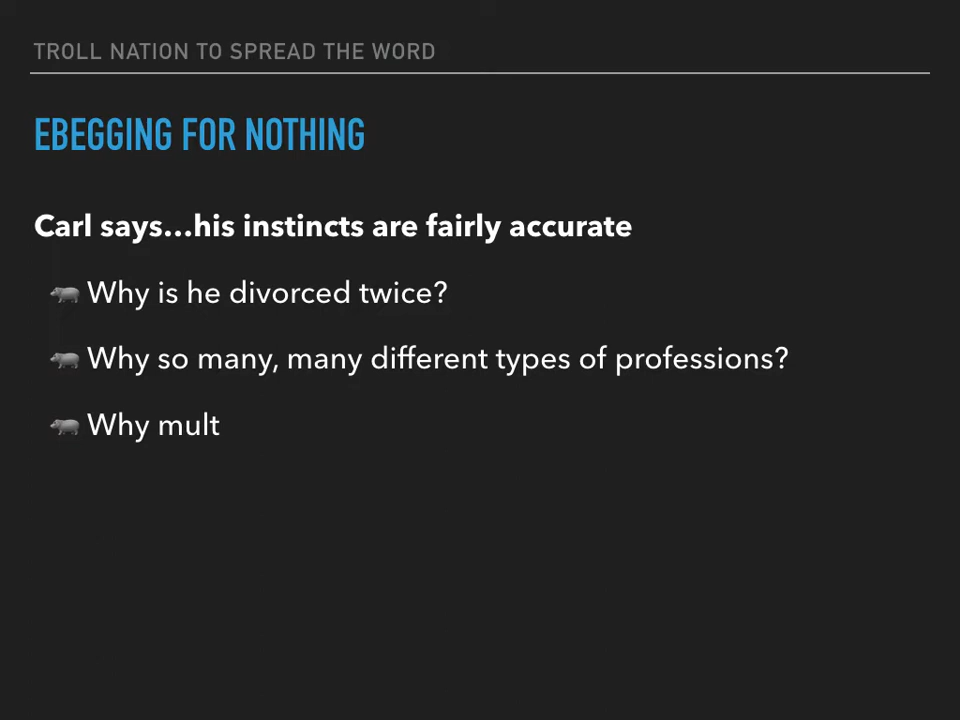 TROLL NATION TO SPREAD THE WORD
EBEGGING FOR NOTHING
Carl says...his instincts are fairly accurate
Why is he divorced twice?
Why so many, many different types of professions?
Why mult